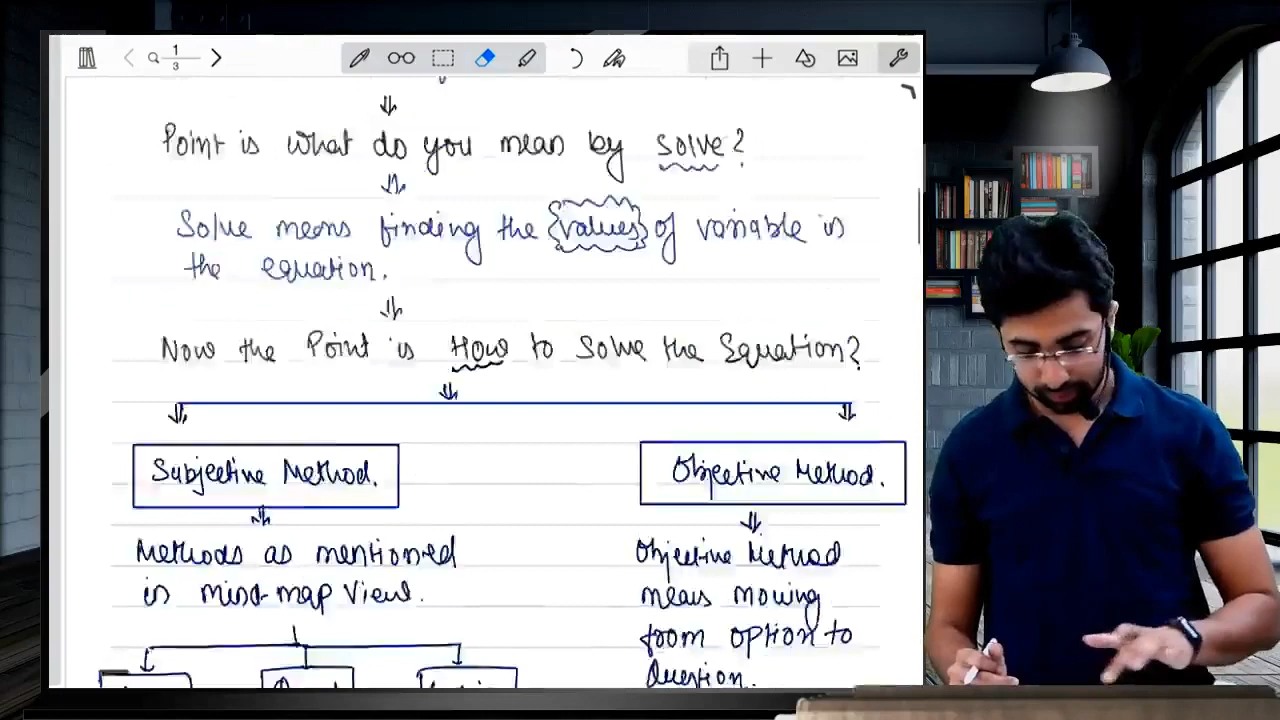 1
3
Point is what do you mean by solve?
Solve means finding the {values} of variable in
the equation.
Now the Point is How to Solve the Equation?
Subjective Method.
Objective Method.
Methods as mentioned
in mind-map View.
Objective Method
means moving
from option to
Question.